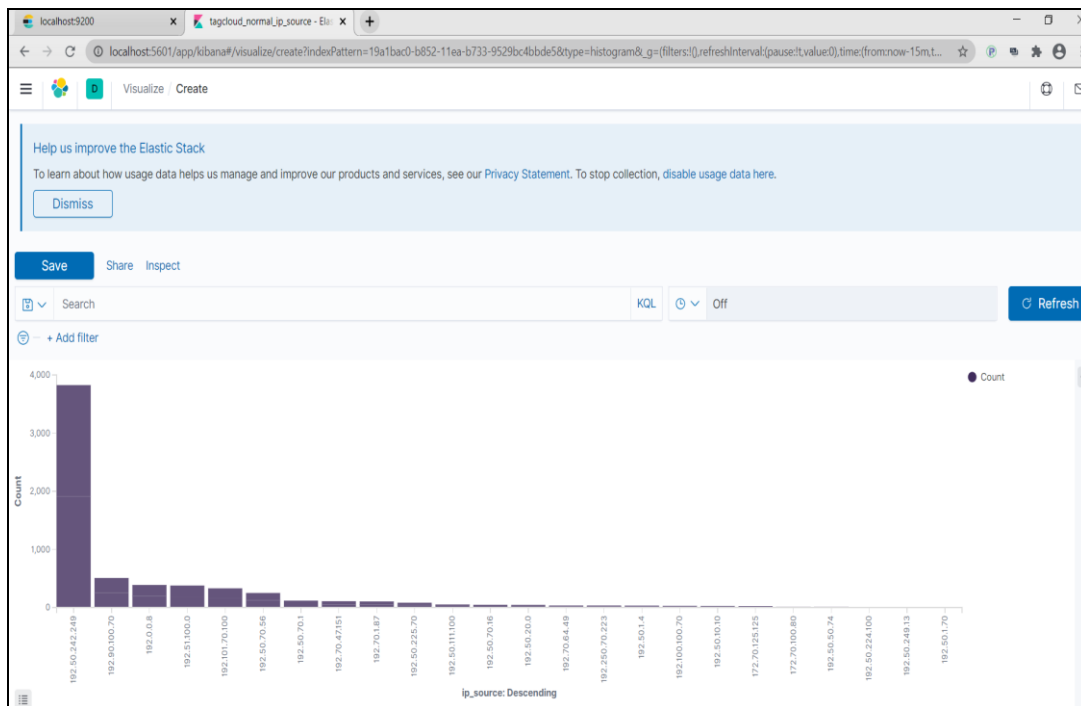 localhost:9200
tagcloud_normal_ip_source - Elas
localhost:5601/app/kibana#/visualize/create?indexPattern=19a1bac0-b852-11ea-b733-9529bc4bbde5&type=histogram&_g=(filters:!(),refreshInterval:(pause:!t,value:0),time:(from:now-15m,t...
D Visualize / Create
Help us improve the Elastic Stack
To learn about how usage data helps us manage and improve our products and services, see our Privacy Statement. To stop collection, disable usage data here.
Dismiss
Save Share Inspect
Search KQL Off Refresh
+ Add filter
4,000
3,000
2,000
1,000
0
Count
Count
192.50.242.249
192.90.100.70
192.0.0.8
192.51.100.0
192.101.70.100
192.50.70.56
192.50.70.1
192.70.47.151
192.70.1.87
192.50.225.70
192.50.111.100
192.50.70.16
192.50.20.0
192.70.64.49
192.250.70.223
192.50.1.4
192.100.100.70
192.50.10.10
172.70.125.125
172.70.100.80
192.50.50.74
192.50.224.100
192.50.249.13
192.50.1.70
ip_source: Descending